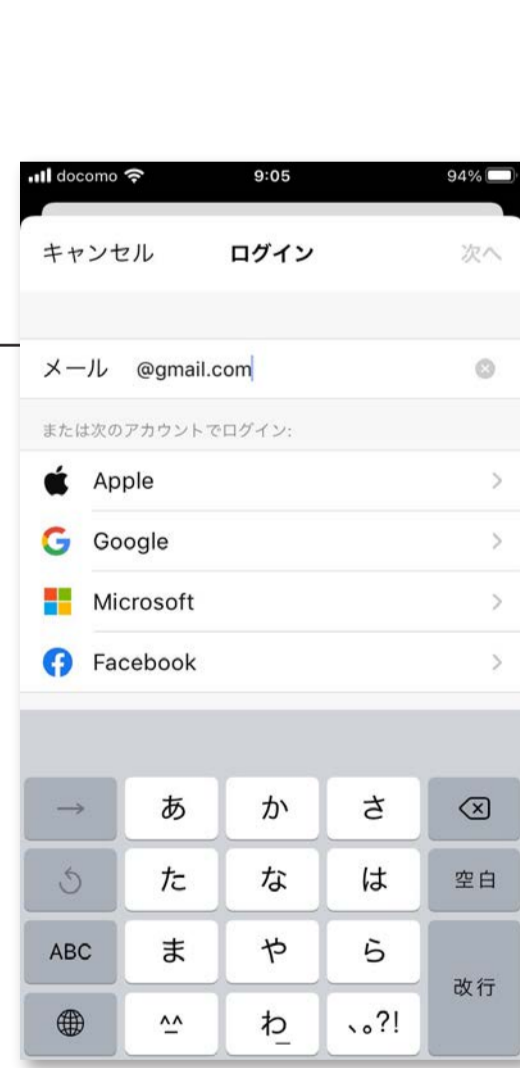 docomo 9:05 94%
キャンセル ログイン 次へ
メール @gmail.com
または次のアカウントでログイン:
Apple
Google
Microsoft
Facebook
→ あ か さ
た な は 空白
ABC ま や ら
改行
^^ わ 、。?!